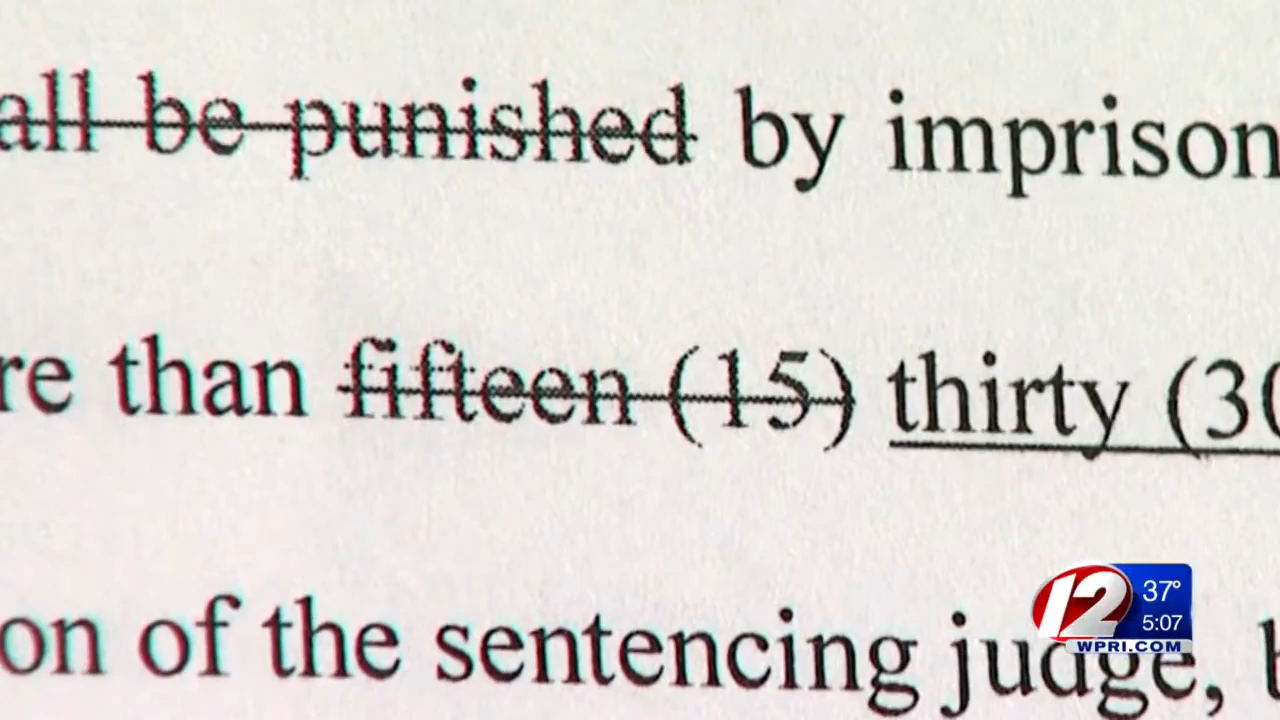 all be punished by imprison
re than fifteen (15) thirty (30
on of the sentencing judge, b
12 37°
5:07
WPRI.COM